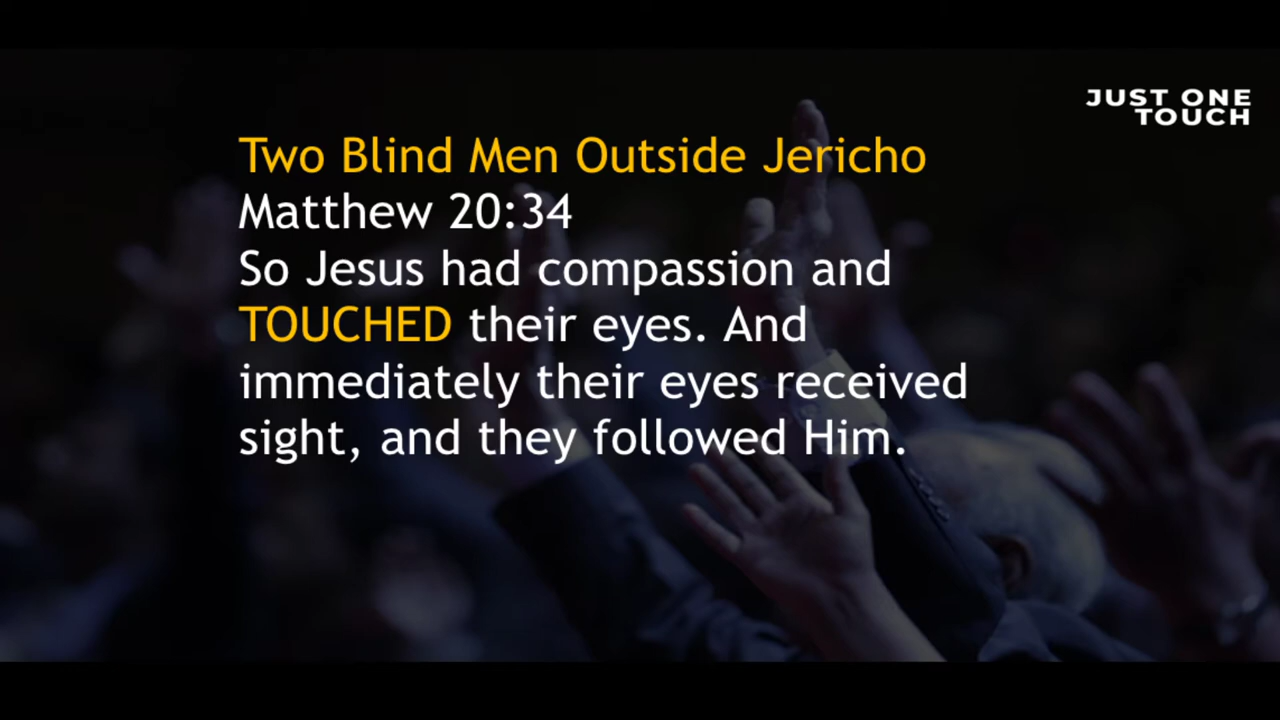 JUST ONE
TOUCH
Two Blind Men Outside Jericho
Matthew 20:34
So Jesus had compassion and
TOUCHED their eyes. And
immediately their eyes received
sight, and they followed Him.